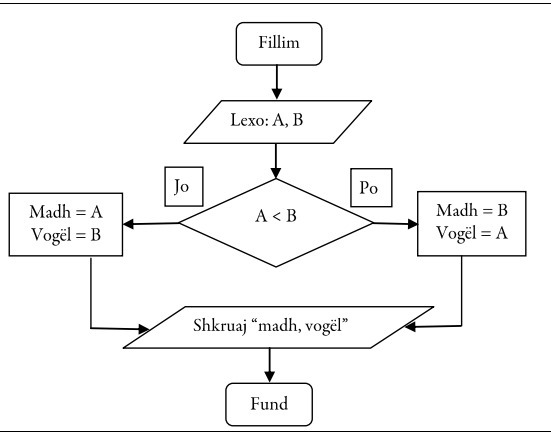 Fillim
Lexo: A, B
Jo
Po
A < B
Madh = A
Vogël = B
Madh = B
Vogël = A
Shkruaj “madh, vogël”
Fund